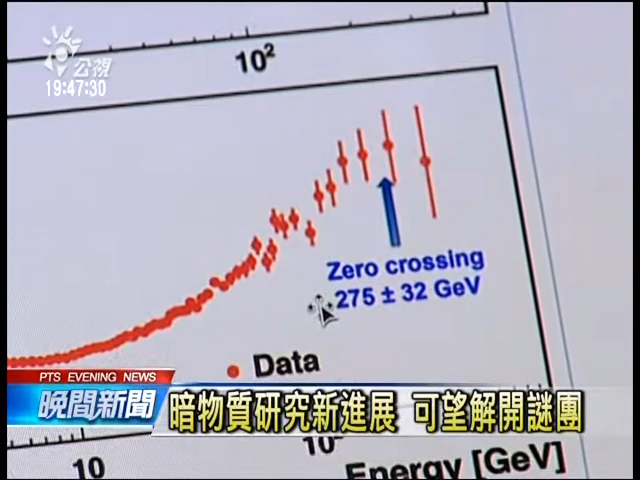 公視
19:47:30
10²
Zero crossing
275 ± 32 GeV
Data
PTS EVENING NEWS
晚間新聞
暗物質研究新進展 可望解開謎團
10
10
Energy [GeV]